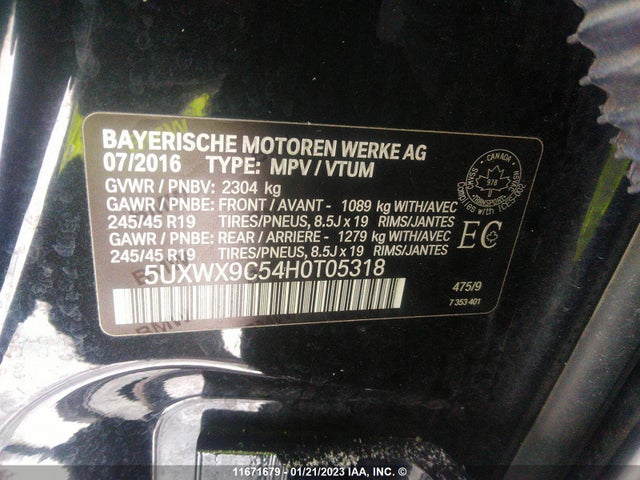 BAYERISCHE MOTOREN WERKE AG
07/2016 TYPE: MPV / VTUM
GVWR / PNBV: 2304 kg
GAWR / PNBE: FRONT / AVANT - 1089 kg WITH/AVEC
245/45 R19 TIRES/PNEUS, 8.5J x 19 RIMS/JANTES
GAWR / PNBE: REAR / ARRIERE - 1279 kg WITH/AVEC
245/45 R19 TIRES/PNEUS, 8.5J x 19 RIMS/JANTES
EC
5UXWX9C54H0T05318
475/9
7 353 401
978
TRANSPORT
BMW
11671679 - 01/21/2023 IAA, INC. ©